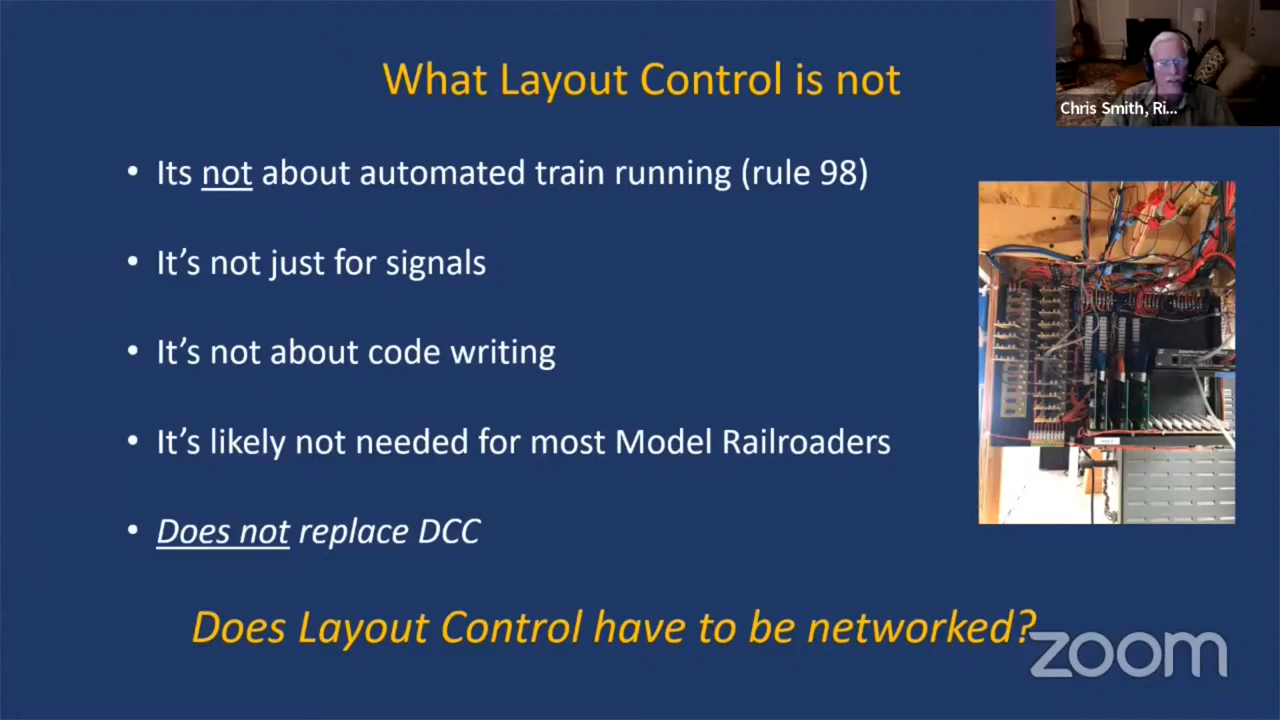 What Layout Control is not
Chris Smith, Ri...
• Its not about automated train running (rule 98)
• It’s not just for signals
• It’s not about code writing
• It’s likely not needed for most Model Railroaders
• Does not replace DCC
Does Layout Control have to be networked?
zoom